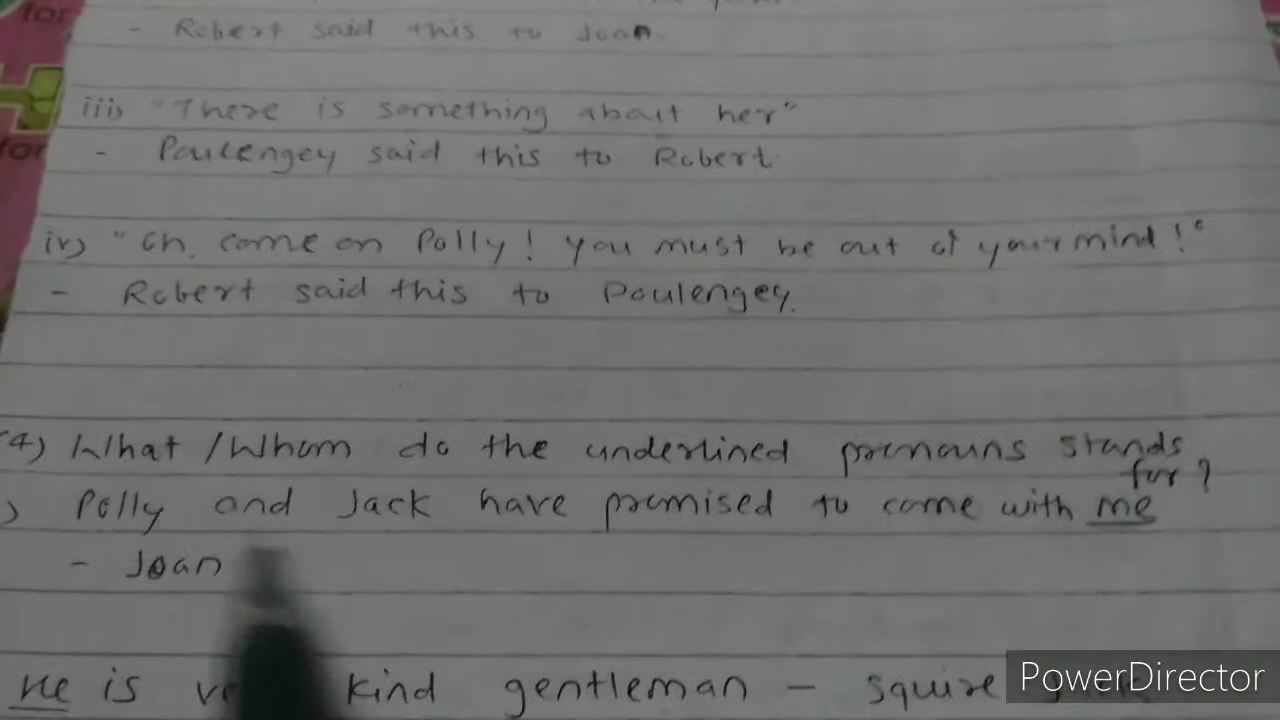 for
- Robert said this to Joan
iii) "There is something about her"
for
- Poulengey said this to Robert
iv) "Oh, come on Polly! you must be out of your mind!"
- Robert said this to Poulengey.
(4) What /Whom do the underlined pronouns stands
for?
) Polly and Jack have promised to come with me
- Joan
He is kind gentleman - squire
PowerDirector